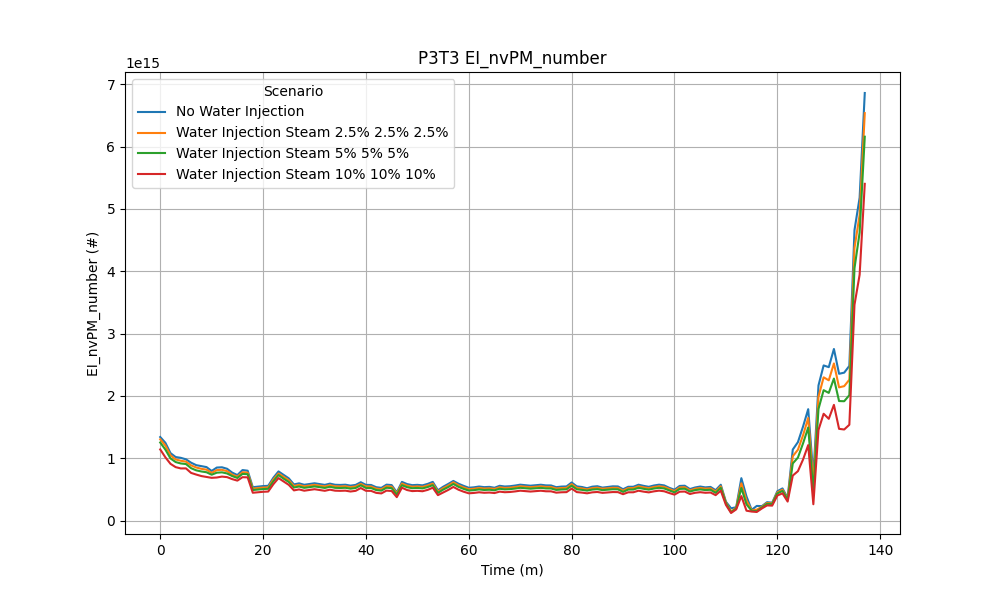 P3T3 EI_nvPM_number
1e15
Scenario
No Water Injection
Water Injection Steam 2.5% 2.5% 2.5%
Water Injection Steam 5% 5% 5%
Water Injection Steam 10% 10% 10%
EI_nvPM_number (#)
7
6
5
4
3
2
1
0
0 20 40 60 80 100 120 140
Time (m)